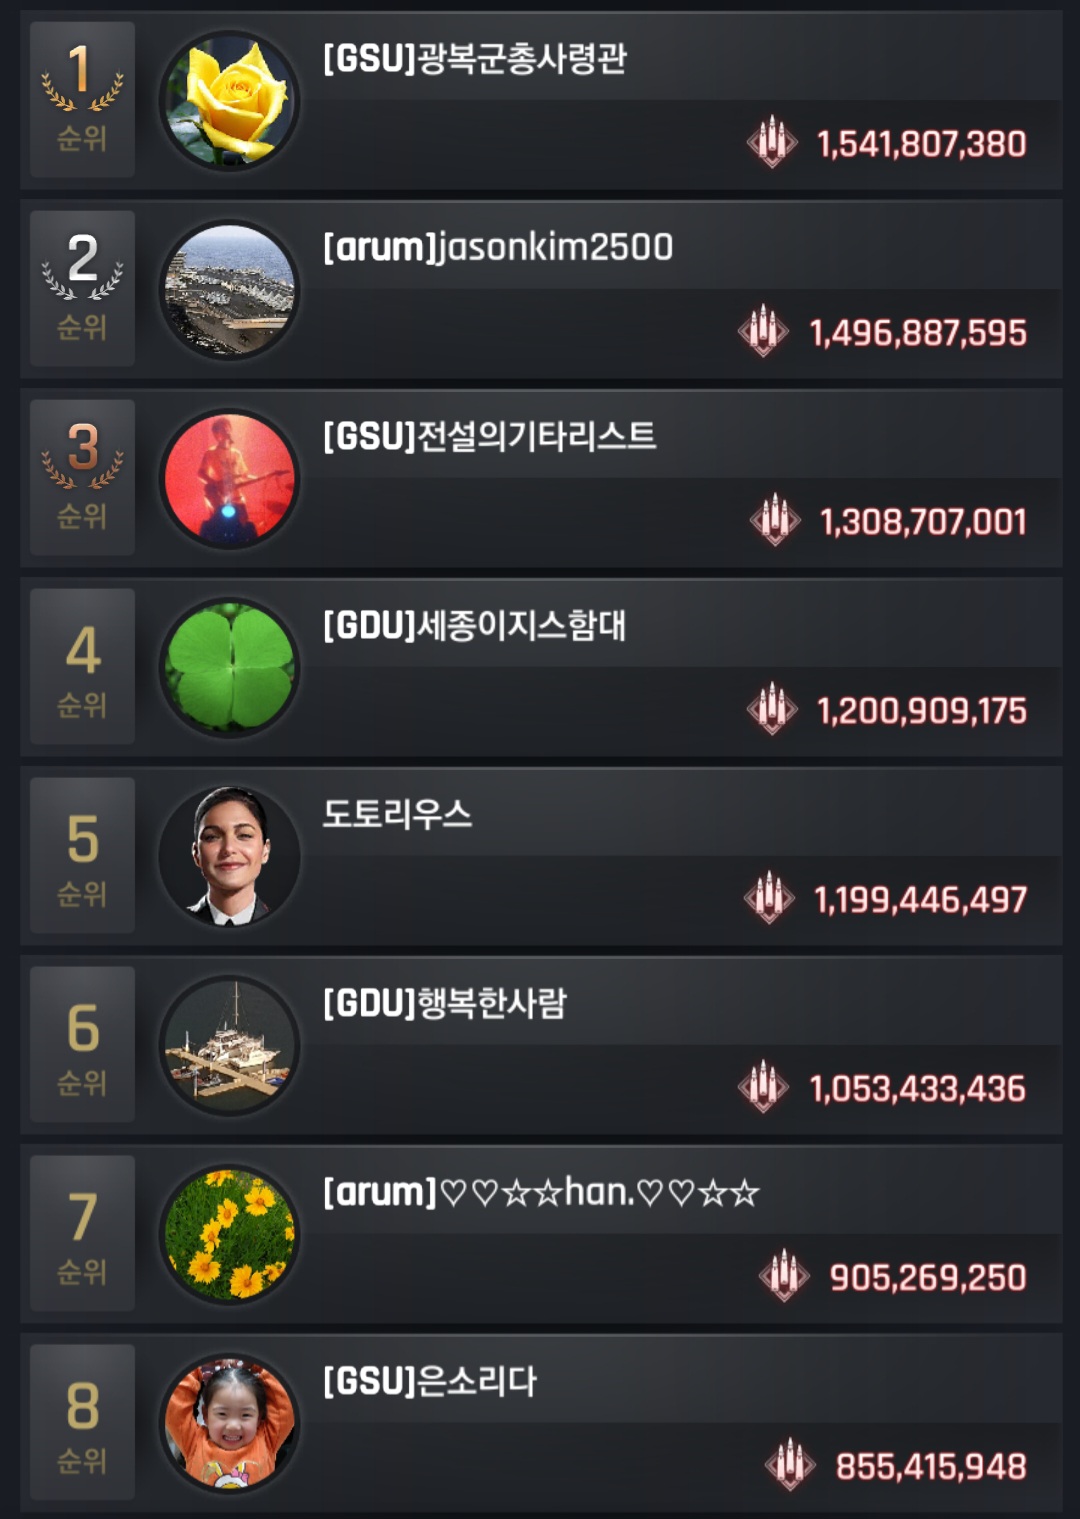 1
순위
[GSU]광복군총사령관
1,541,807,380
2
순위
[arum]jasonkim2500
1,496,887,595
3
순위
[GSU]전설의기타리스트
1,308,707,001
4
순위
[GDU]세종이지스함대
1,200,909,175
5
순위
도토리우스
1,199,446,497
6
순위
[GDU]행복한사람
1,053,433,436
7
순위
[arum]♡♡☆☆han.♡♡☆☆
905,269,250
8
순위
[GSU]은소리다
855,415,948